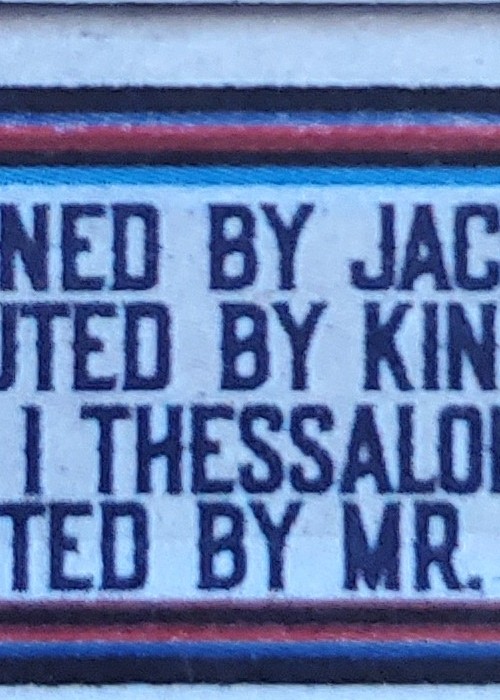 NED BY JAC
UTED BY KIN
I THESSALO
TED BY MR.